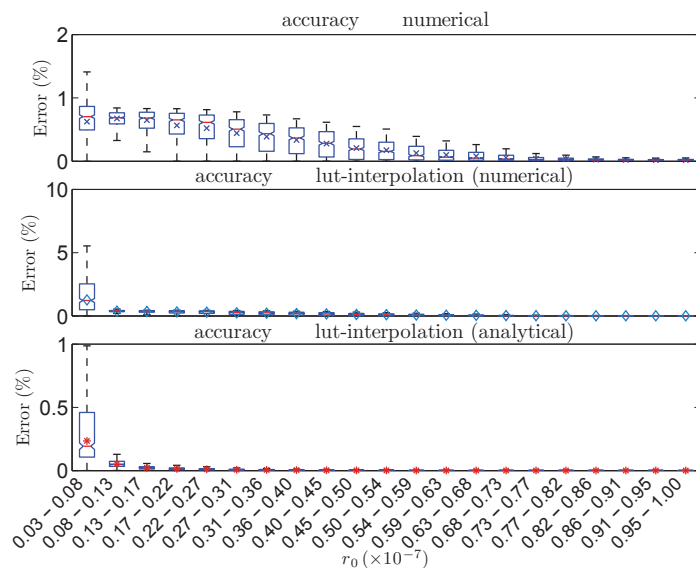 accuracy numerical
2
1
0
Error (%)
accuracy lut-interpolation (numerical)
10
5
0
Error (%)
accuracy lut-interpolation (analytical)
1
0.5
0
Error (%)
0.03 – 0.08
0.08 – 0.13
0.13 – 0.17
0.17 – 0.22
0.22 – 0.27
0.27 – 0.31
0.31 – 0.36
0.36 – 0.40
0.40 – 0.45
0.45 – 0.50
0.50 – 0.54
0.54 – 0.59
0.59 – 0.63
0.63 – 0.68
0.68 – 0.73
0.73 – 0.77
0.77 – 0.82
0.82 – 0.86
0.86 – 0.91
0.91 – 0.95
0.95 – 1.00
r₀ (×10⁻⁷)